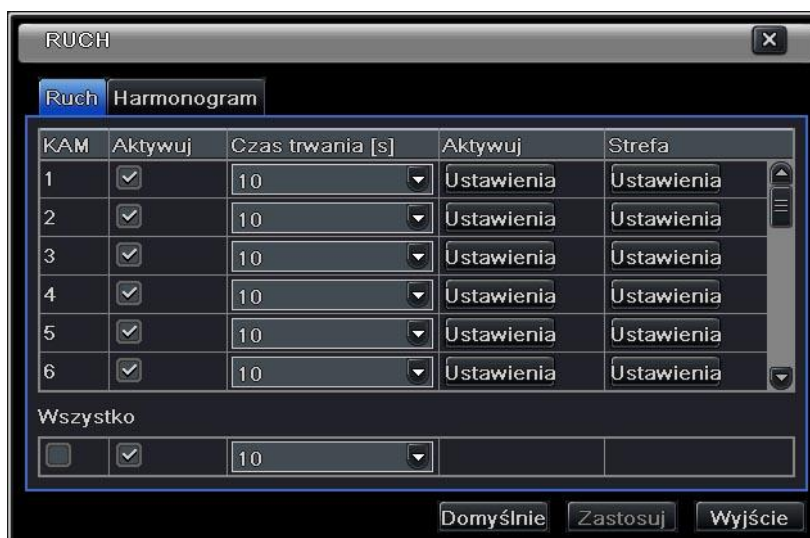 RUCH
Ruch Harmonogram
KAM Aktywuj Czas trwania [s] Aktywuj Strefa
1 10 Ustawienia Ustawienia
2 10 Ustawienia Ustawienia
3 10 Ustawienia Ustawienia
4 10 Ustawienia Ustawienia
5 10 Ustawienia Ustawienia
6 10 Ustawienia Ustawienia
Wszystko
10
Domyślnie Zastosuj Wyjście